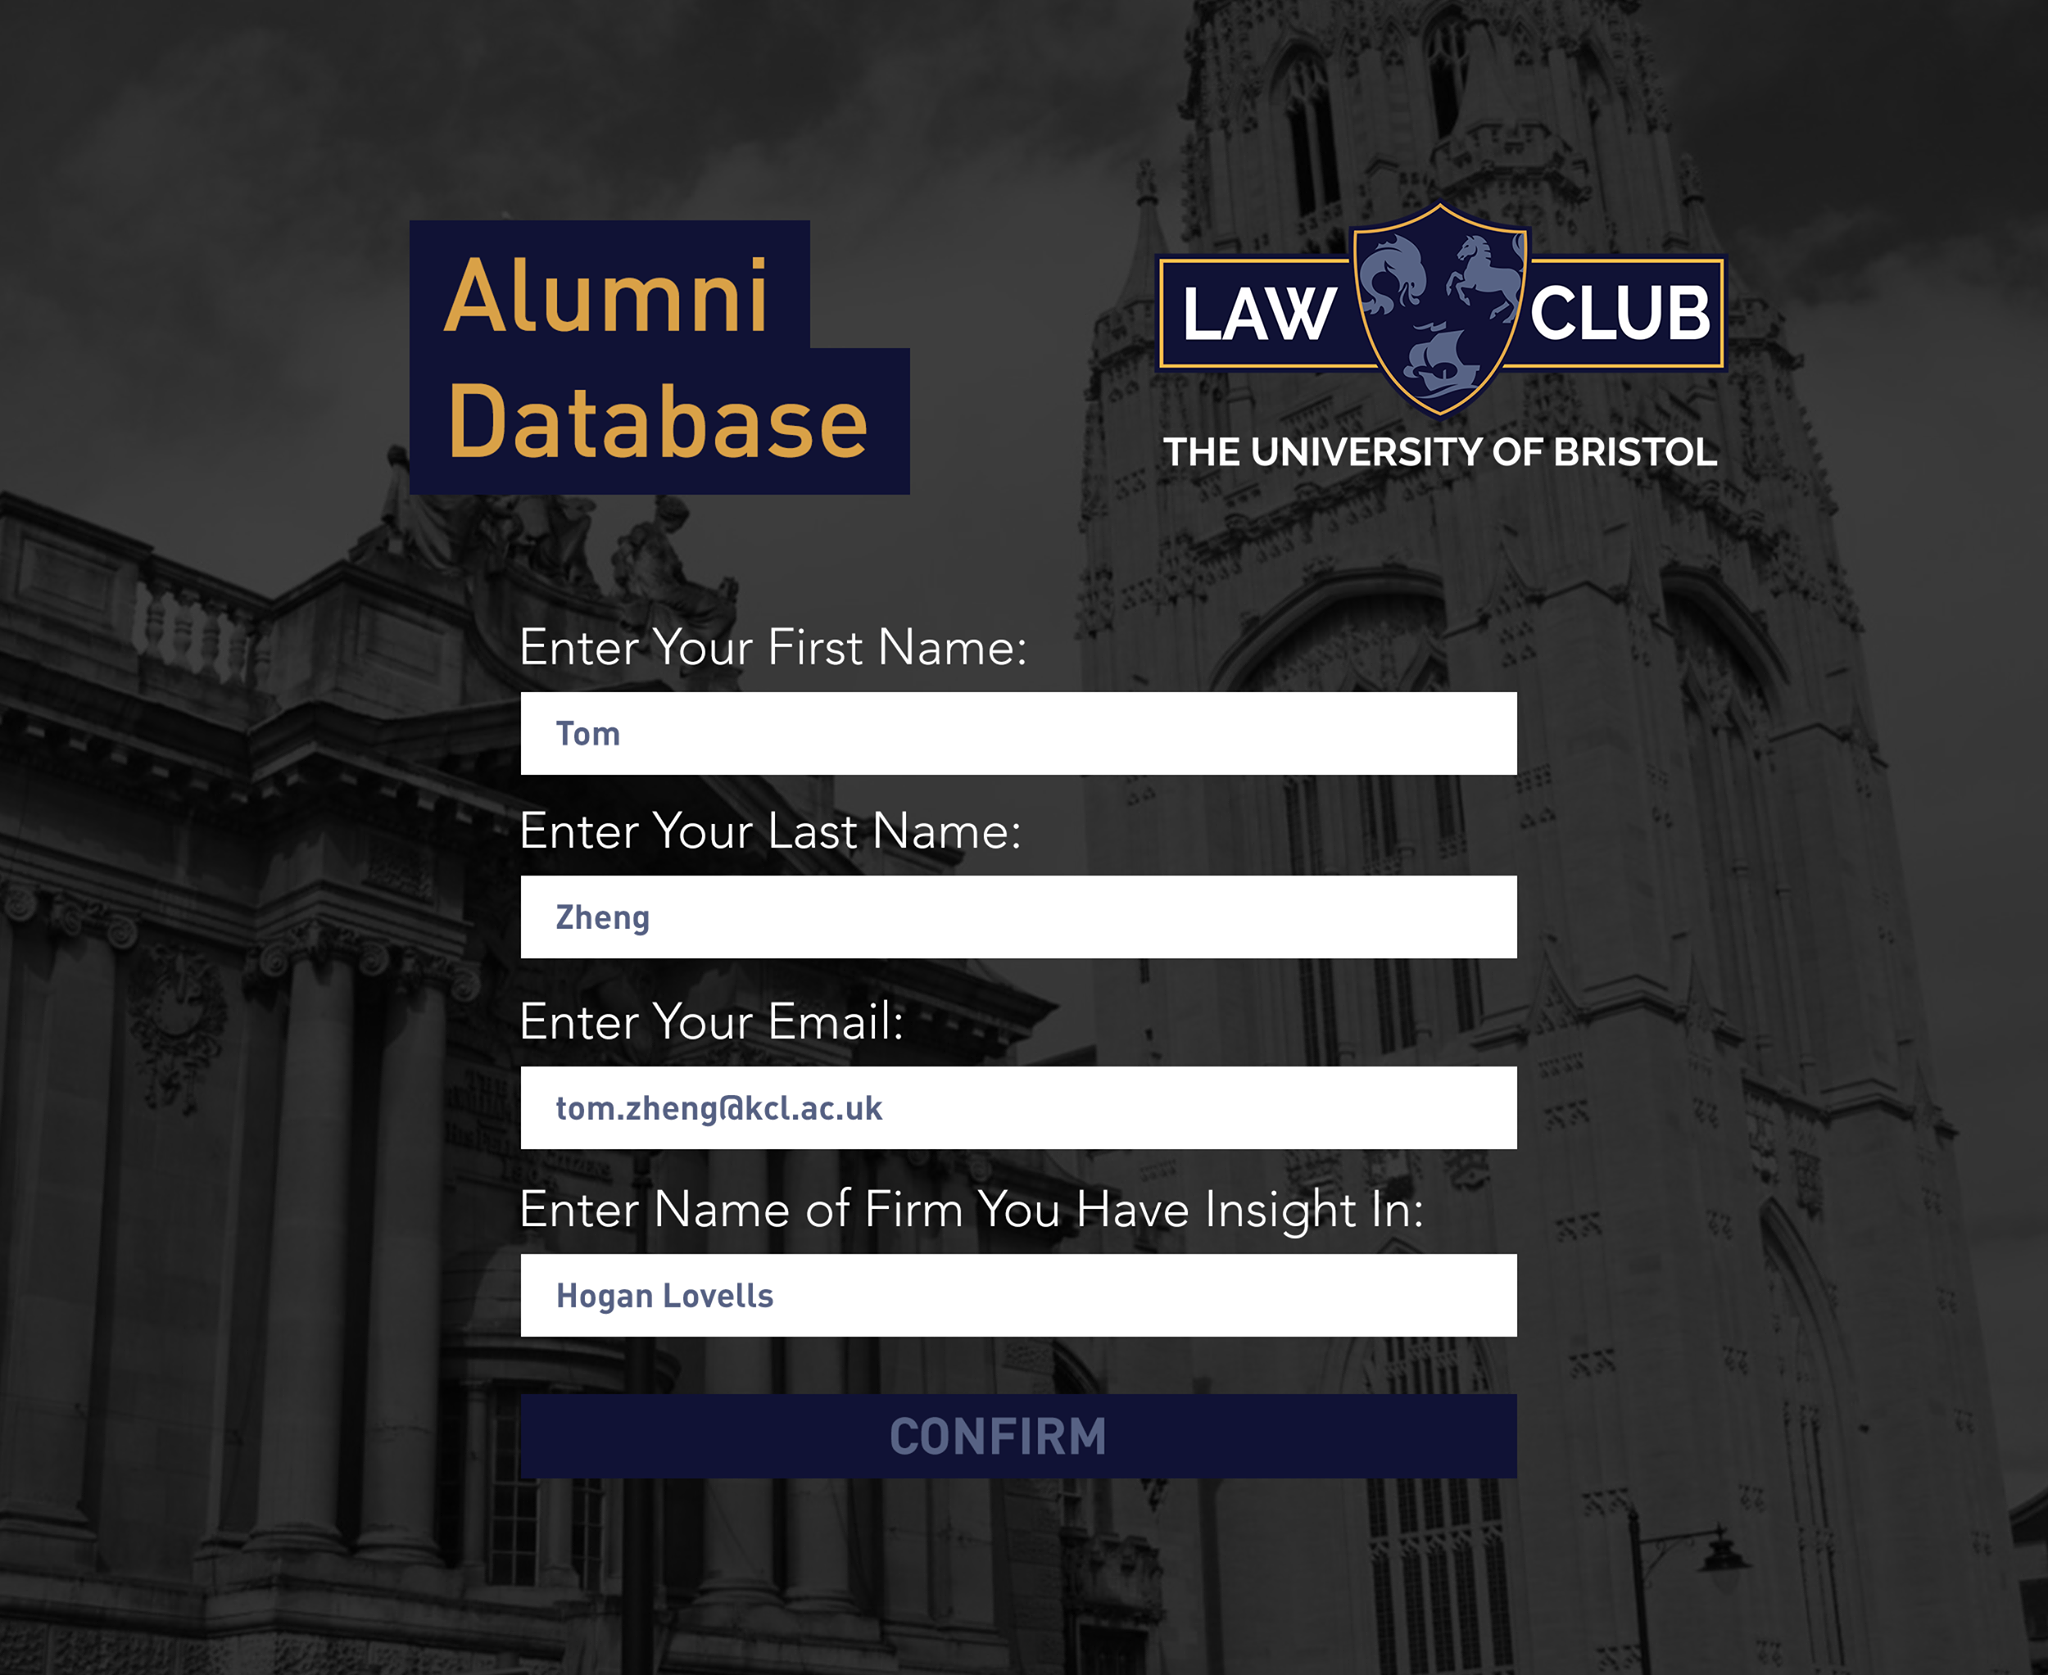 Alumni
Database
LAW CLUB
THE UNIVERSITY OF BRISTOL
Enter Your First Name:
Tom
Enter Your Last Name:
Zheng
Enter Your Email:
tom.zheng@kcl.ac.uk
Enter Name of Firm You Have Insight In:
Hogan Lovells
CONFIRM